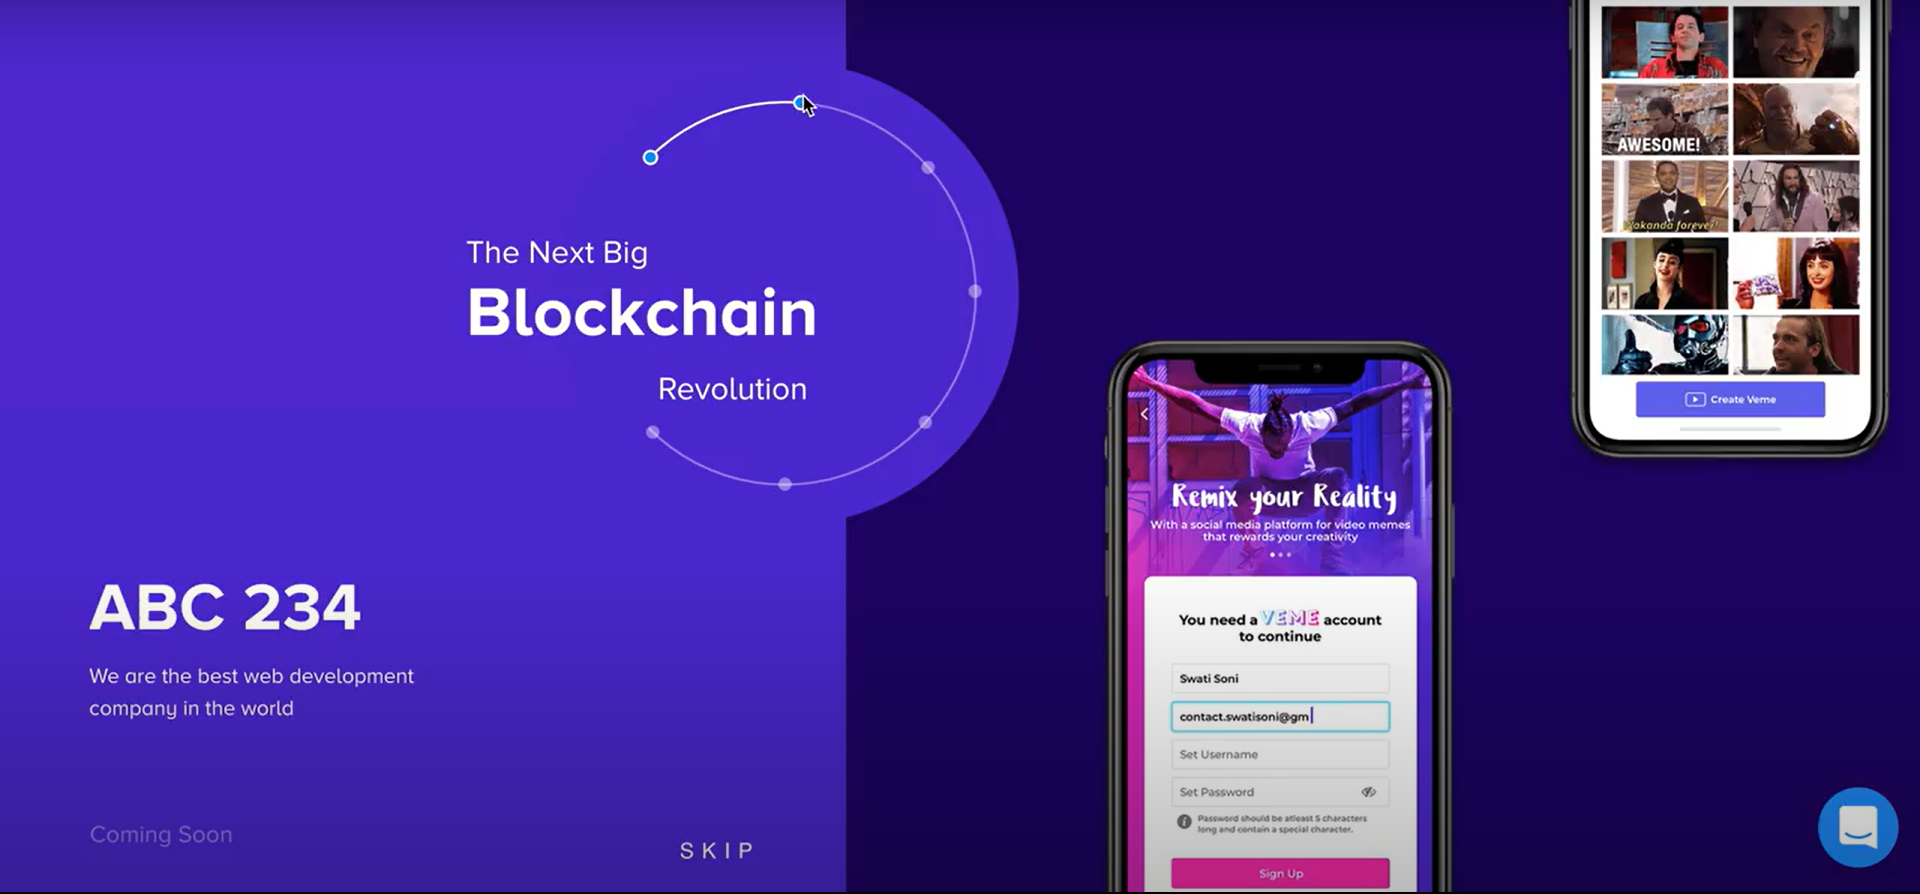 The Next Big
Blockchain
Revolution
ABC 234
We are the best web development
company in the world
Coming Soon
SKIP
Remix your Reality
With a social media platform for video memes
that rewards your creativity
You need a VEME account
to continue
Swati Soni
contact.swatisoni@gm
Set Username
Set Password
Password should be atleast 5 characters
long and contain a special character.
Sign Up
AWESOME!
Wakanda forever!
Create Veme